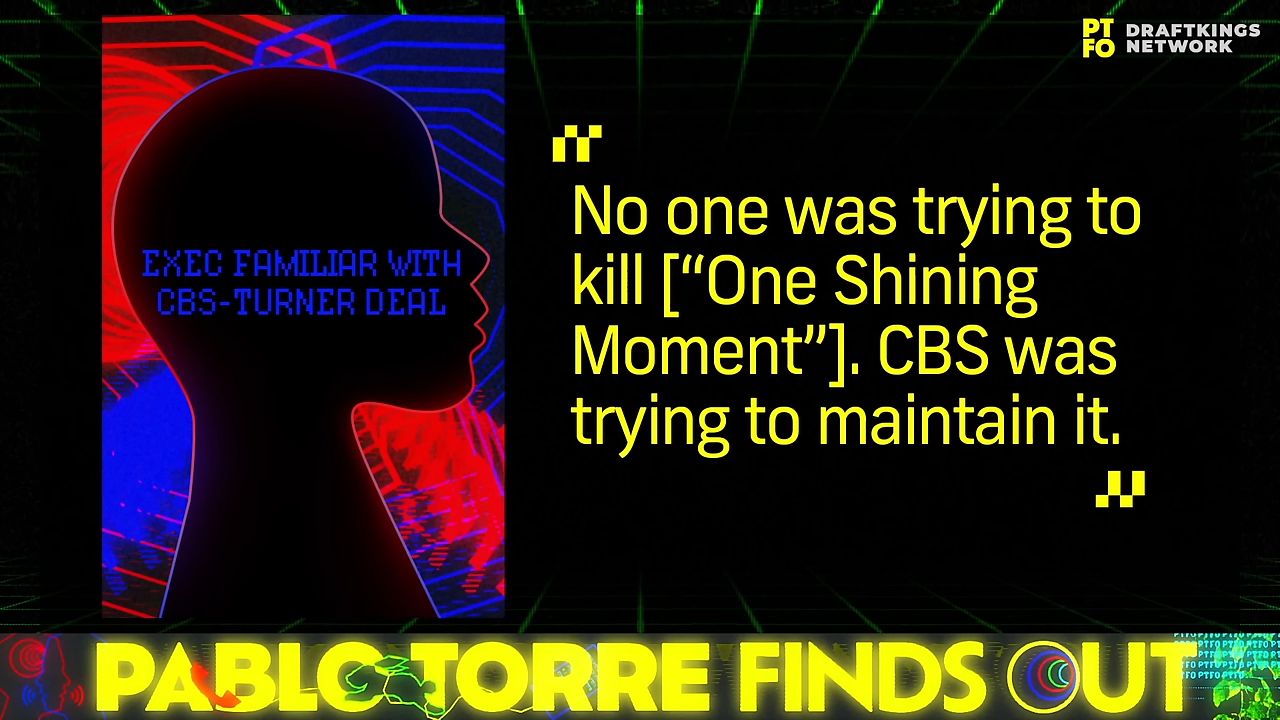 PT
FO
DRAFTKINGS
NETWORK
EXEC FAMILIAR WITH
CBS-TURNER DEAL
No one was trying to
kill [“One Shining
Moment”]. CBS was
trying to maintain it.
PABLO TORRE FINDS OUT